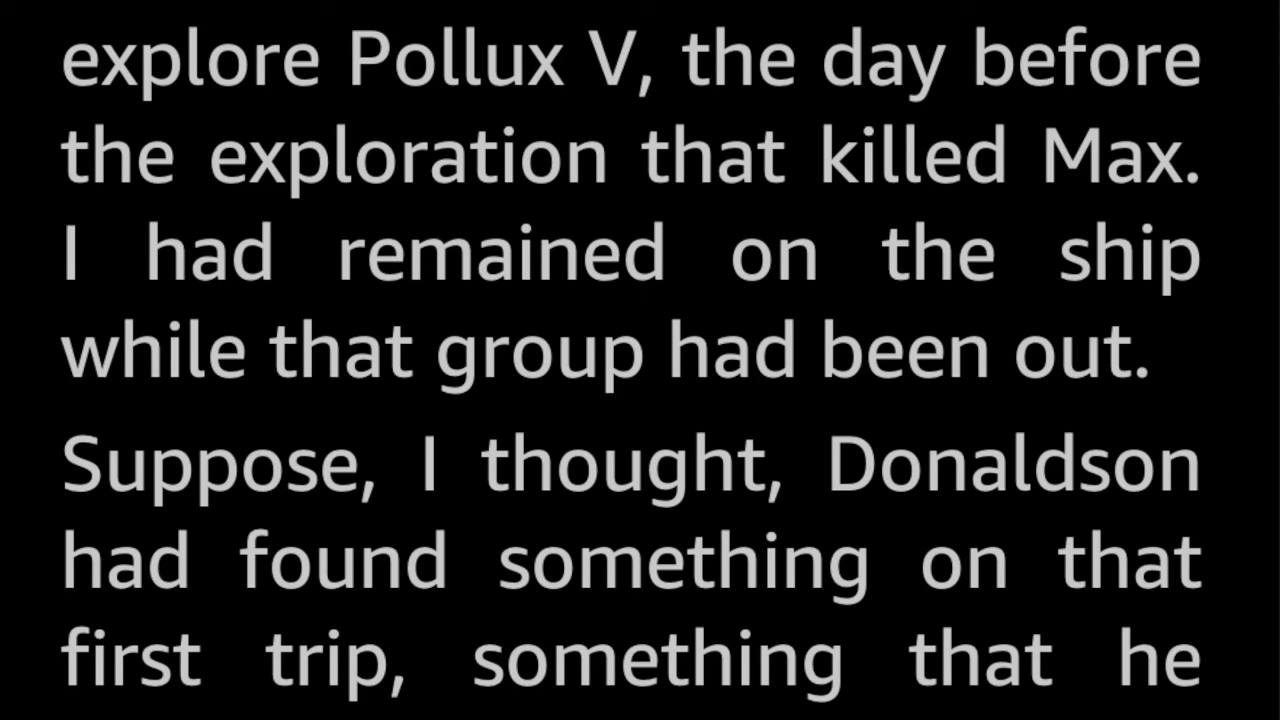 explore Pollux V, the day before
the exploration that killed Max.
I had remained on the ship
while that group had been out.
Suppose, I thought, Donaldson
had found something on that
first trip, something that he